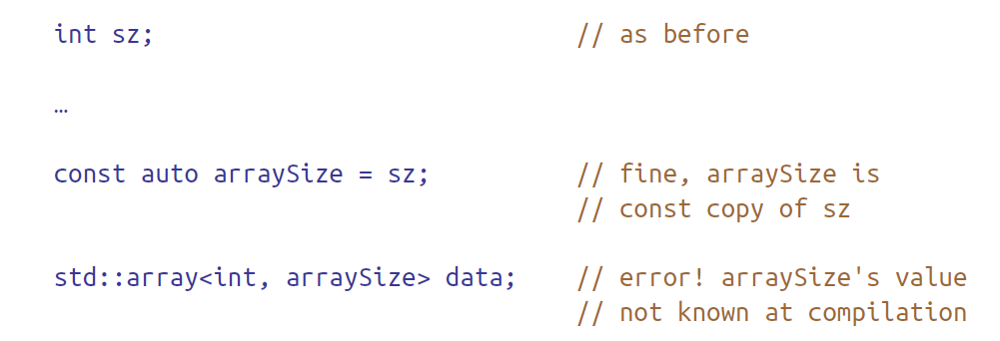 int sz; // as before
…
const auto arraySize = sz; // fine, arraySize is
// const copy of sz
std::array<int, arraySize> data; // error! arraySize's value
// not known at compilation